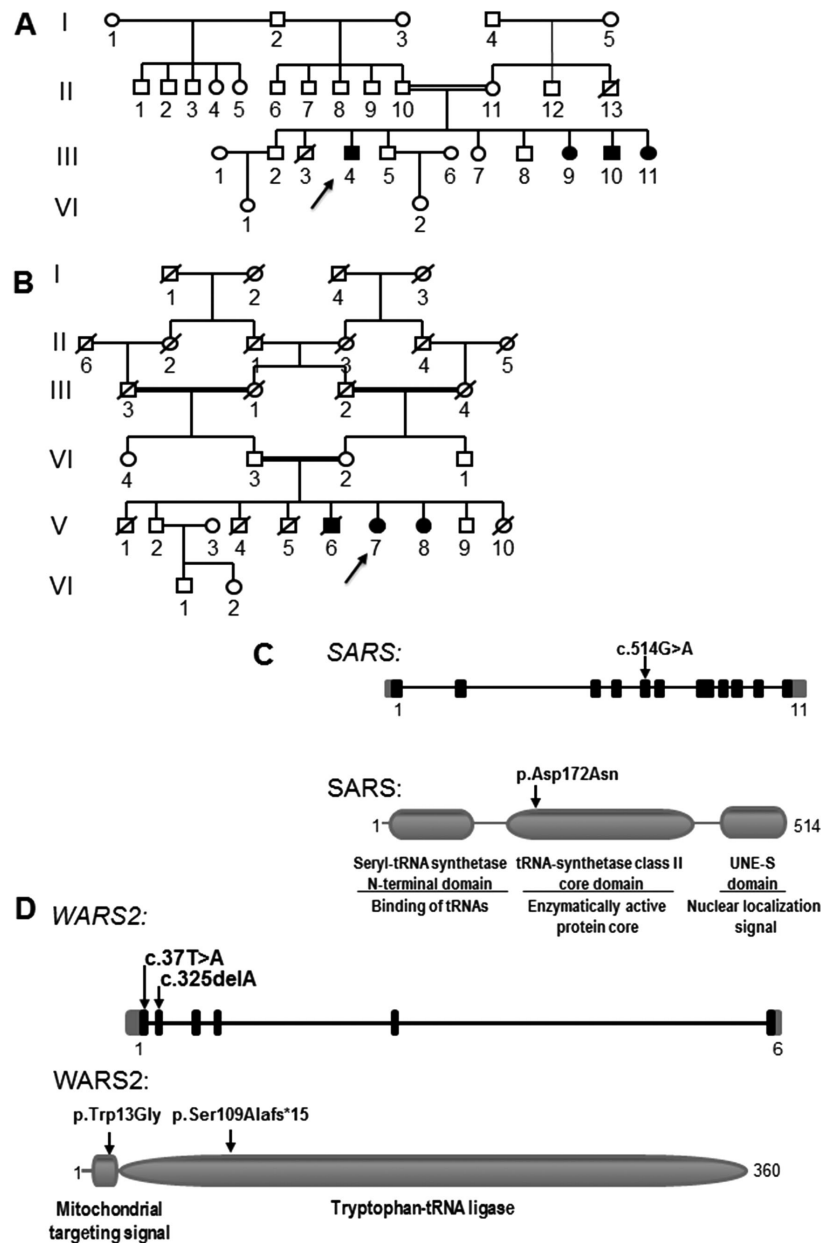 A
I
1 2 3 4 5
II
1 2 3 4 5 6 7 8 9 10 11 12 13
III
1 2 3 4 5 6 7 8 9 10 11
VI
1 2
B
I
1 2 4 3
II
6 2 1 3 4 5
III
3 1 2 4
VI
4 3 2 1
V
1 2 3 4 5 6 7 8 9 10
VI
1 2
C
SARS:
c.514G>A
1 11
SARS:
p.Asp172Asn
1 514
Seryl-tRNA synthetase tRNA-synthetase class II UNE-S
N-terminal domain core domain domain
Binding of tRNAs Enzymatically active Nuclear localization
protein core signal
D
WARS2:
c.37T>A
c.325delA
1 6
WARS2:
p.Trp13Gly p.Ser109Alafs*15
1 360
Mitochondrial Tryptophan-tRNA ligase
targeting signal